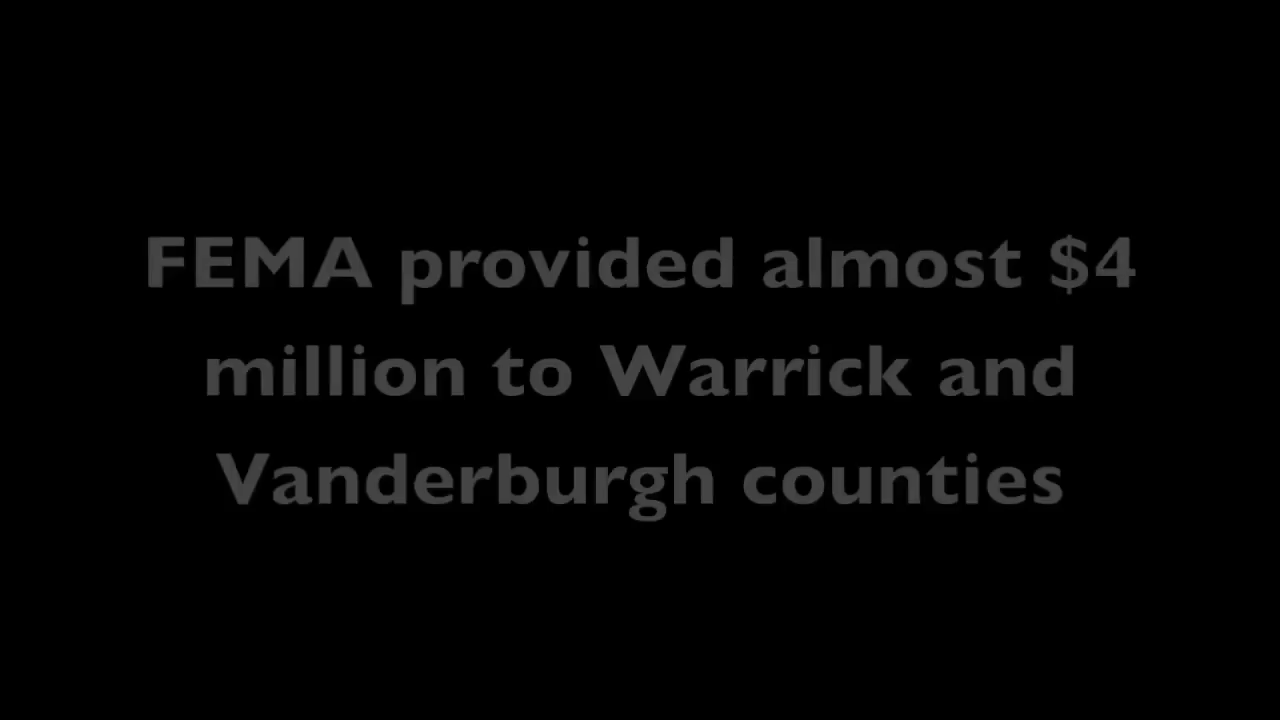 FEMA provided almost $4
million to Warrick and
Vanderburgh counties